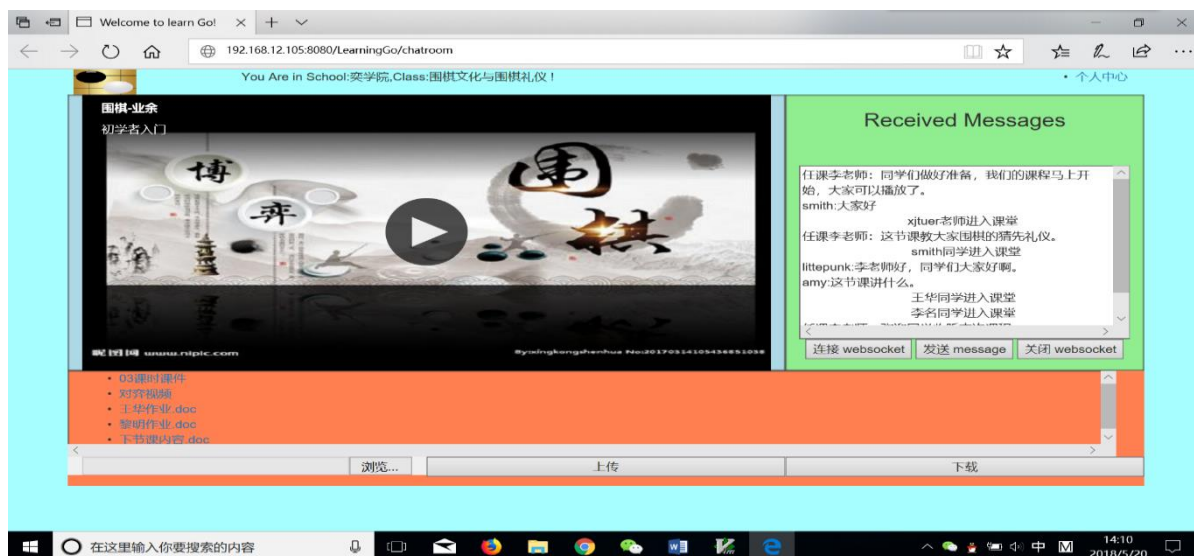 Welcome to learn Go!
192.168.12.105:8080/LearningGo/chatroom
You Are in School:奕学院,Class:围棋文化与围棋礼仪！
个人中心
围棋-业余
初学者入门
博
弈
围
棋
昵图网 www.nipic.com
By:xingkongshenhua No:20170514105436851038
Received Messages
任课李老师：同学们做好准备，我们的课程马上开
始，大家可以播放了。
smith:大家好
xjtuer老师进入课堂
任课李老师：这节课教大家围棋的猜先礼仪。
smith同学进入课堂
littepunk:李老师好，同学们大家好啊。
amy:这节课讲什么。
王华同学进入课堂
李名同学进入课堂
连接 websocket
发送 message
关闭 websocket
03课时课件
对弈视频
王华作业.doc
黎明作业.doc
下节课内容.doc
浏览...
上传
下载
在这里输入你要搜索的内容
中
14:10
2018/5/20